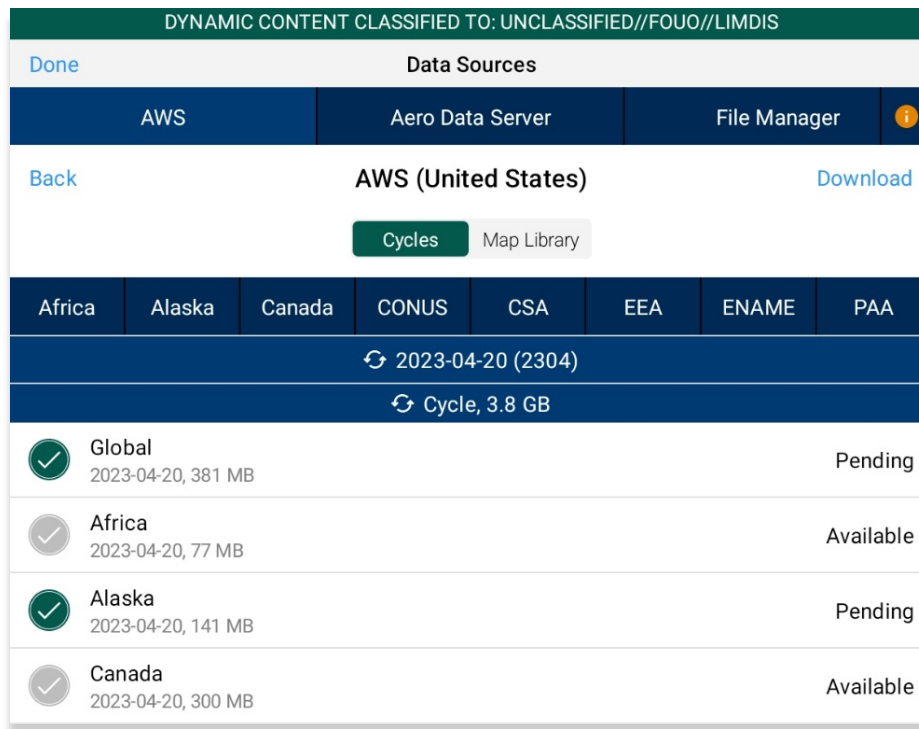 DYNAMIC CONTENT CLASSIFIED TO: UNCLASSIFIED//FOUO//LIMDIS
Done Data Sources
AWS Aero Data Server File Manager i
Back AWS (United States) Download
Cycles Map Library
Africa Alaska Canada CONUS CSA EEA ENAME PAA
2023-04-20 (2304)
Cycle, 3.8 GB
Global
2023-04-20, 381 MB
Pending
Africa
2023-04-20, 77 MB
Available
Alaska
2023-04-20, 141 MB
Pending
Canada
2023-04-20, 300 MB
Available